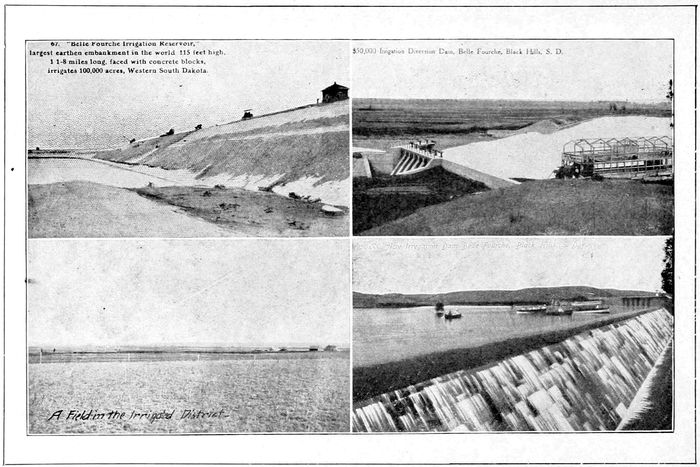 67. "Belle Fourche Irrigation Reservoir,"
largest earthen embankment in the world 115 feet high,
1 1-8 miles long, faced with concrete blocks,
irrigates 100,000 acres, Western South Dakota.
$50,000 Irrigation Diversion Dam, Belle Fourche, Black Hills, S. D.
Irrigation Dam Belle Fourche, Black Hills
A Field in the Irrigated District